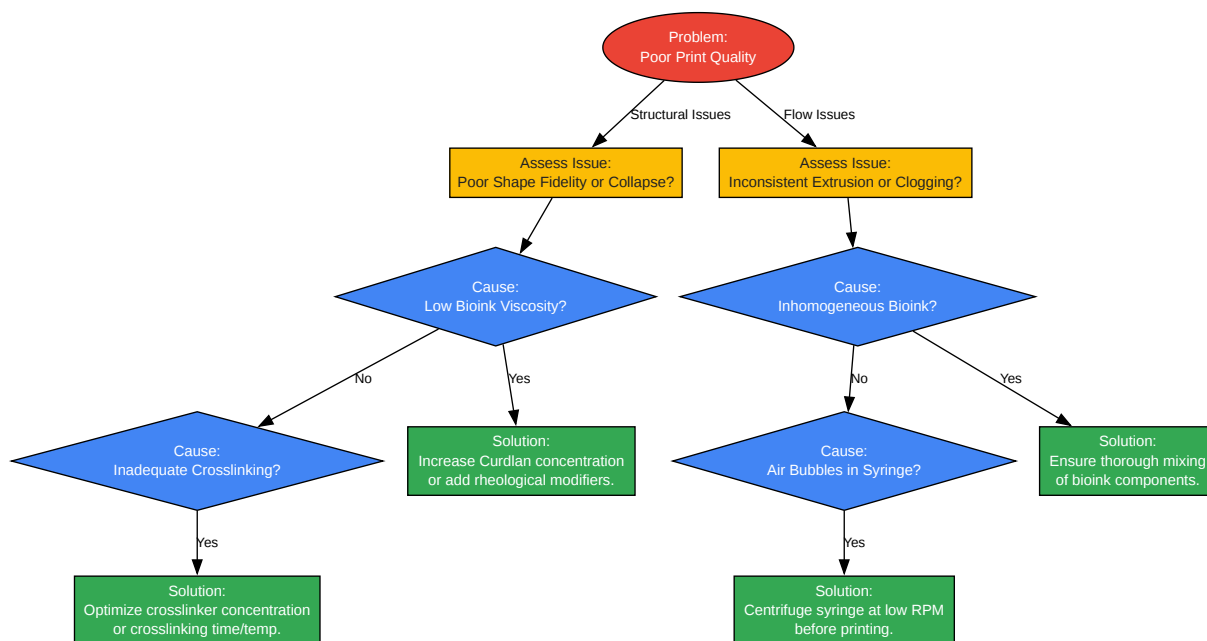 Problem:
Poor Print Quality
Structural Issues
Flow Issues
Assess Issue:
Poor Shape Fidelity or Collapse?
Assess Issue:
Inconsistent Extrusion or Clogging?
Cause:
Low Bioink Viscosity?
Cause:
Inhomogeneous Bioink?
No
Yes
No
Yes
Cause:
Inadequate Crosslinking?
Solution:
Increase Curdlan concentration
or add rheological modifiers.
Cause:
Air Bubbles in Syringe?
Solution:
Ensure thorough mixing
of bioink components.
Yes
Yes
Solution:
Optimize crosslinker concentration
or crosslinking time/temp.
Solution:
Centrifuge syringe at low RPM
before printing.